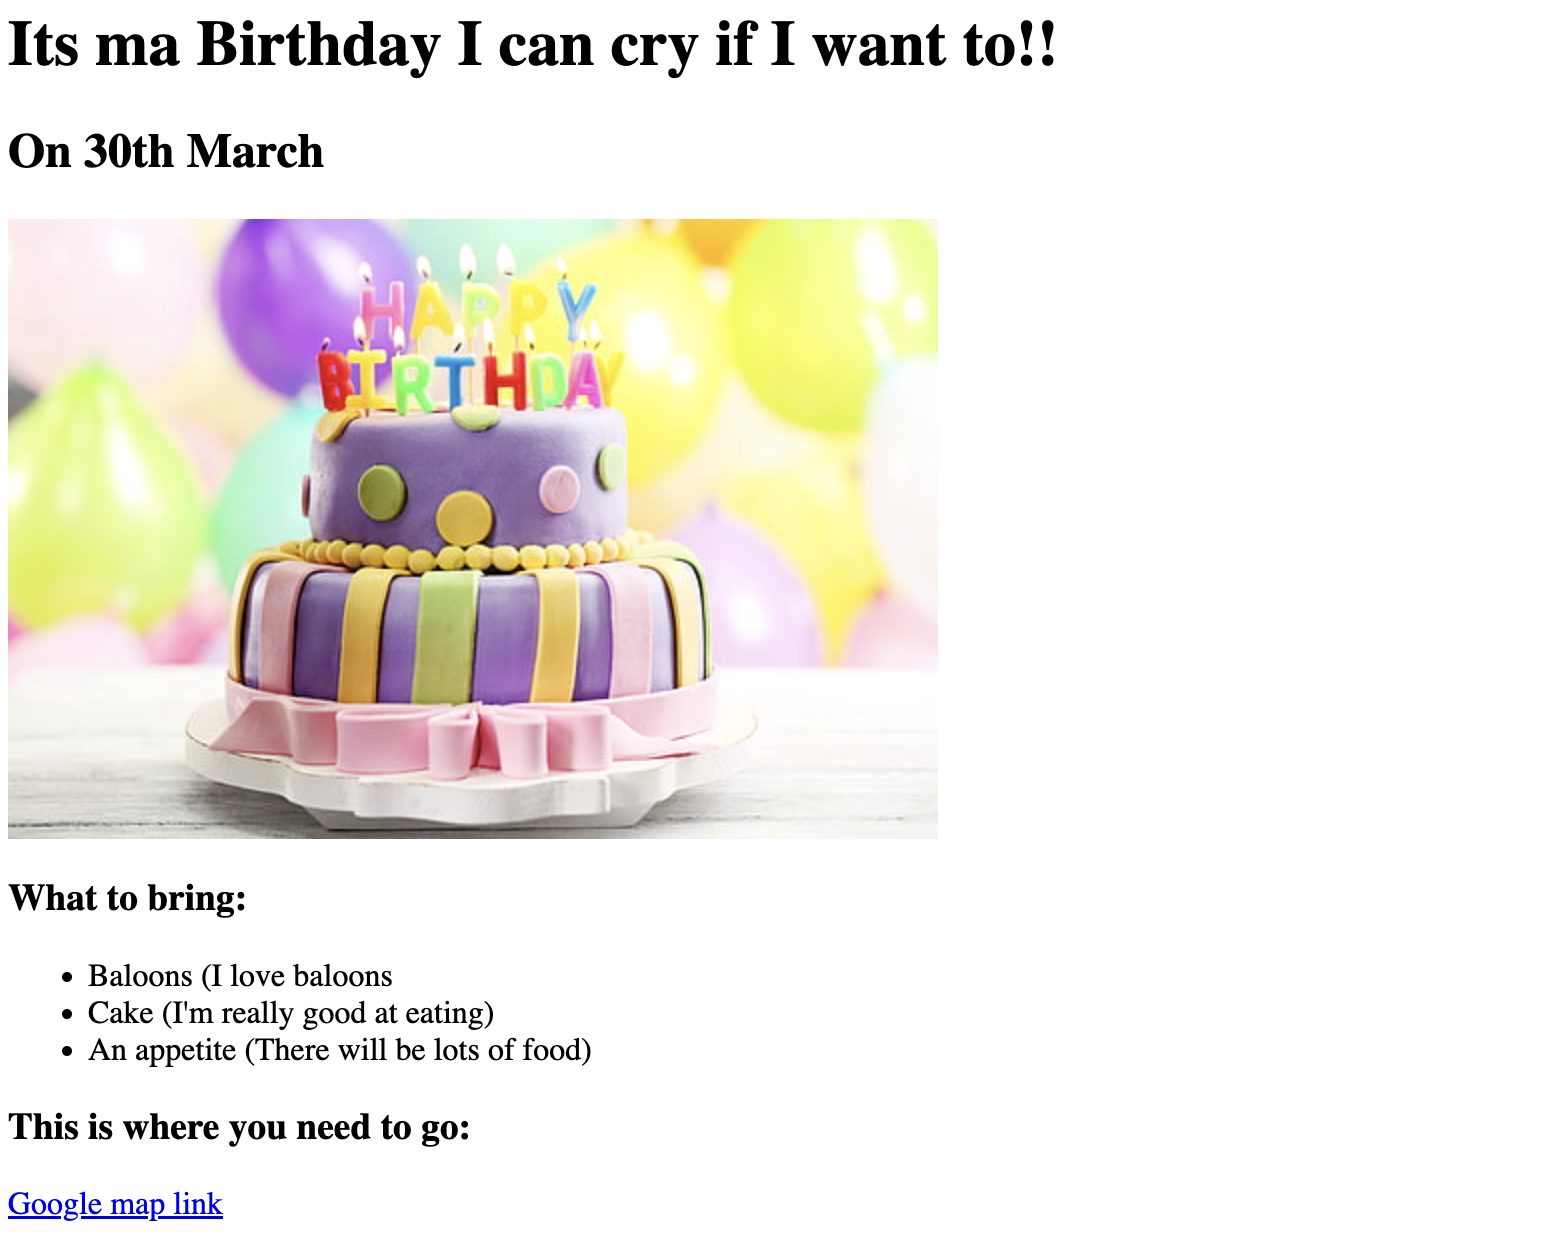 Its ma Birthday I can cry if I want to!!
On 30th March
HAPPY
BIRTHDAY
What to bring:
Baloons (I love baloons
Cake (I'm really good at eating)
An appetite (There will be lots of food)
This is where you need to go:
Google map link